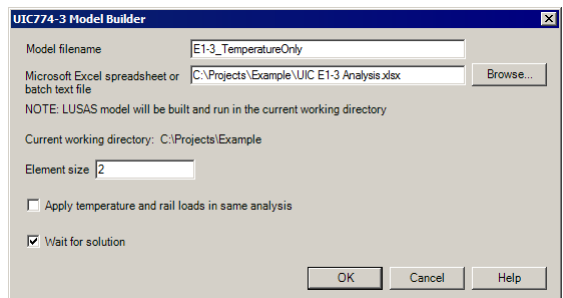 UIC774-3 Model Builder
Model filename E1-3_TemperatureOnly
Microsoft Excel spreadsheet or batch text file C:\Projects\Example\UIC E1-3 Analysis.xlsx Browse...
NOTE: LUSAS model will be built and run in the current working directory
Current working directory: C:\Projects\Example
Element size 2
Apply temperature and rail loads in same analysis
Wait for solution
OK Cancel Help